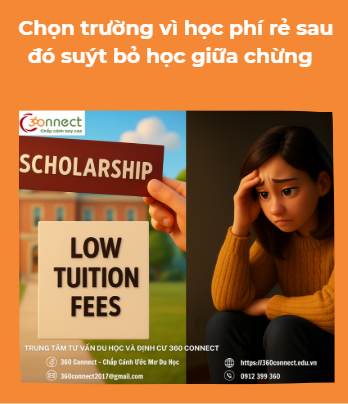 Chọn trường vì học phí rẻ sau
đó suýt bỏ học giữa chừng
360nnect
Chắp cánh bay cao
SCHOLARSHIP
LOW
TUITION
FEES
TRUNG TÂM TƯ VẤN DU HỌC VÀ ĐỊNH CƯ 360 CONNECT
360 Connect - Chắp Cánh Ước Mơ Du Học
https://360connect.edu.vn
360connect2017@gmail.com
0912 399 360